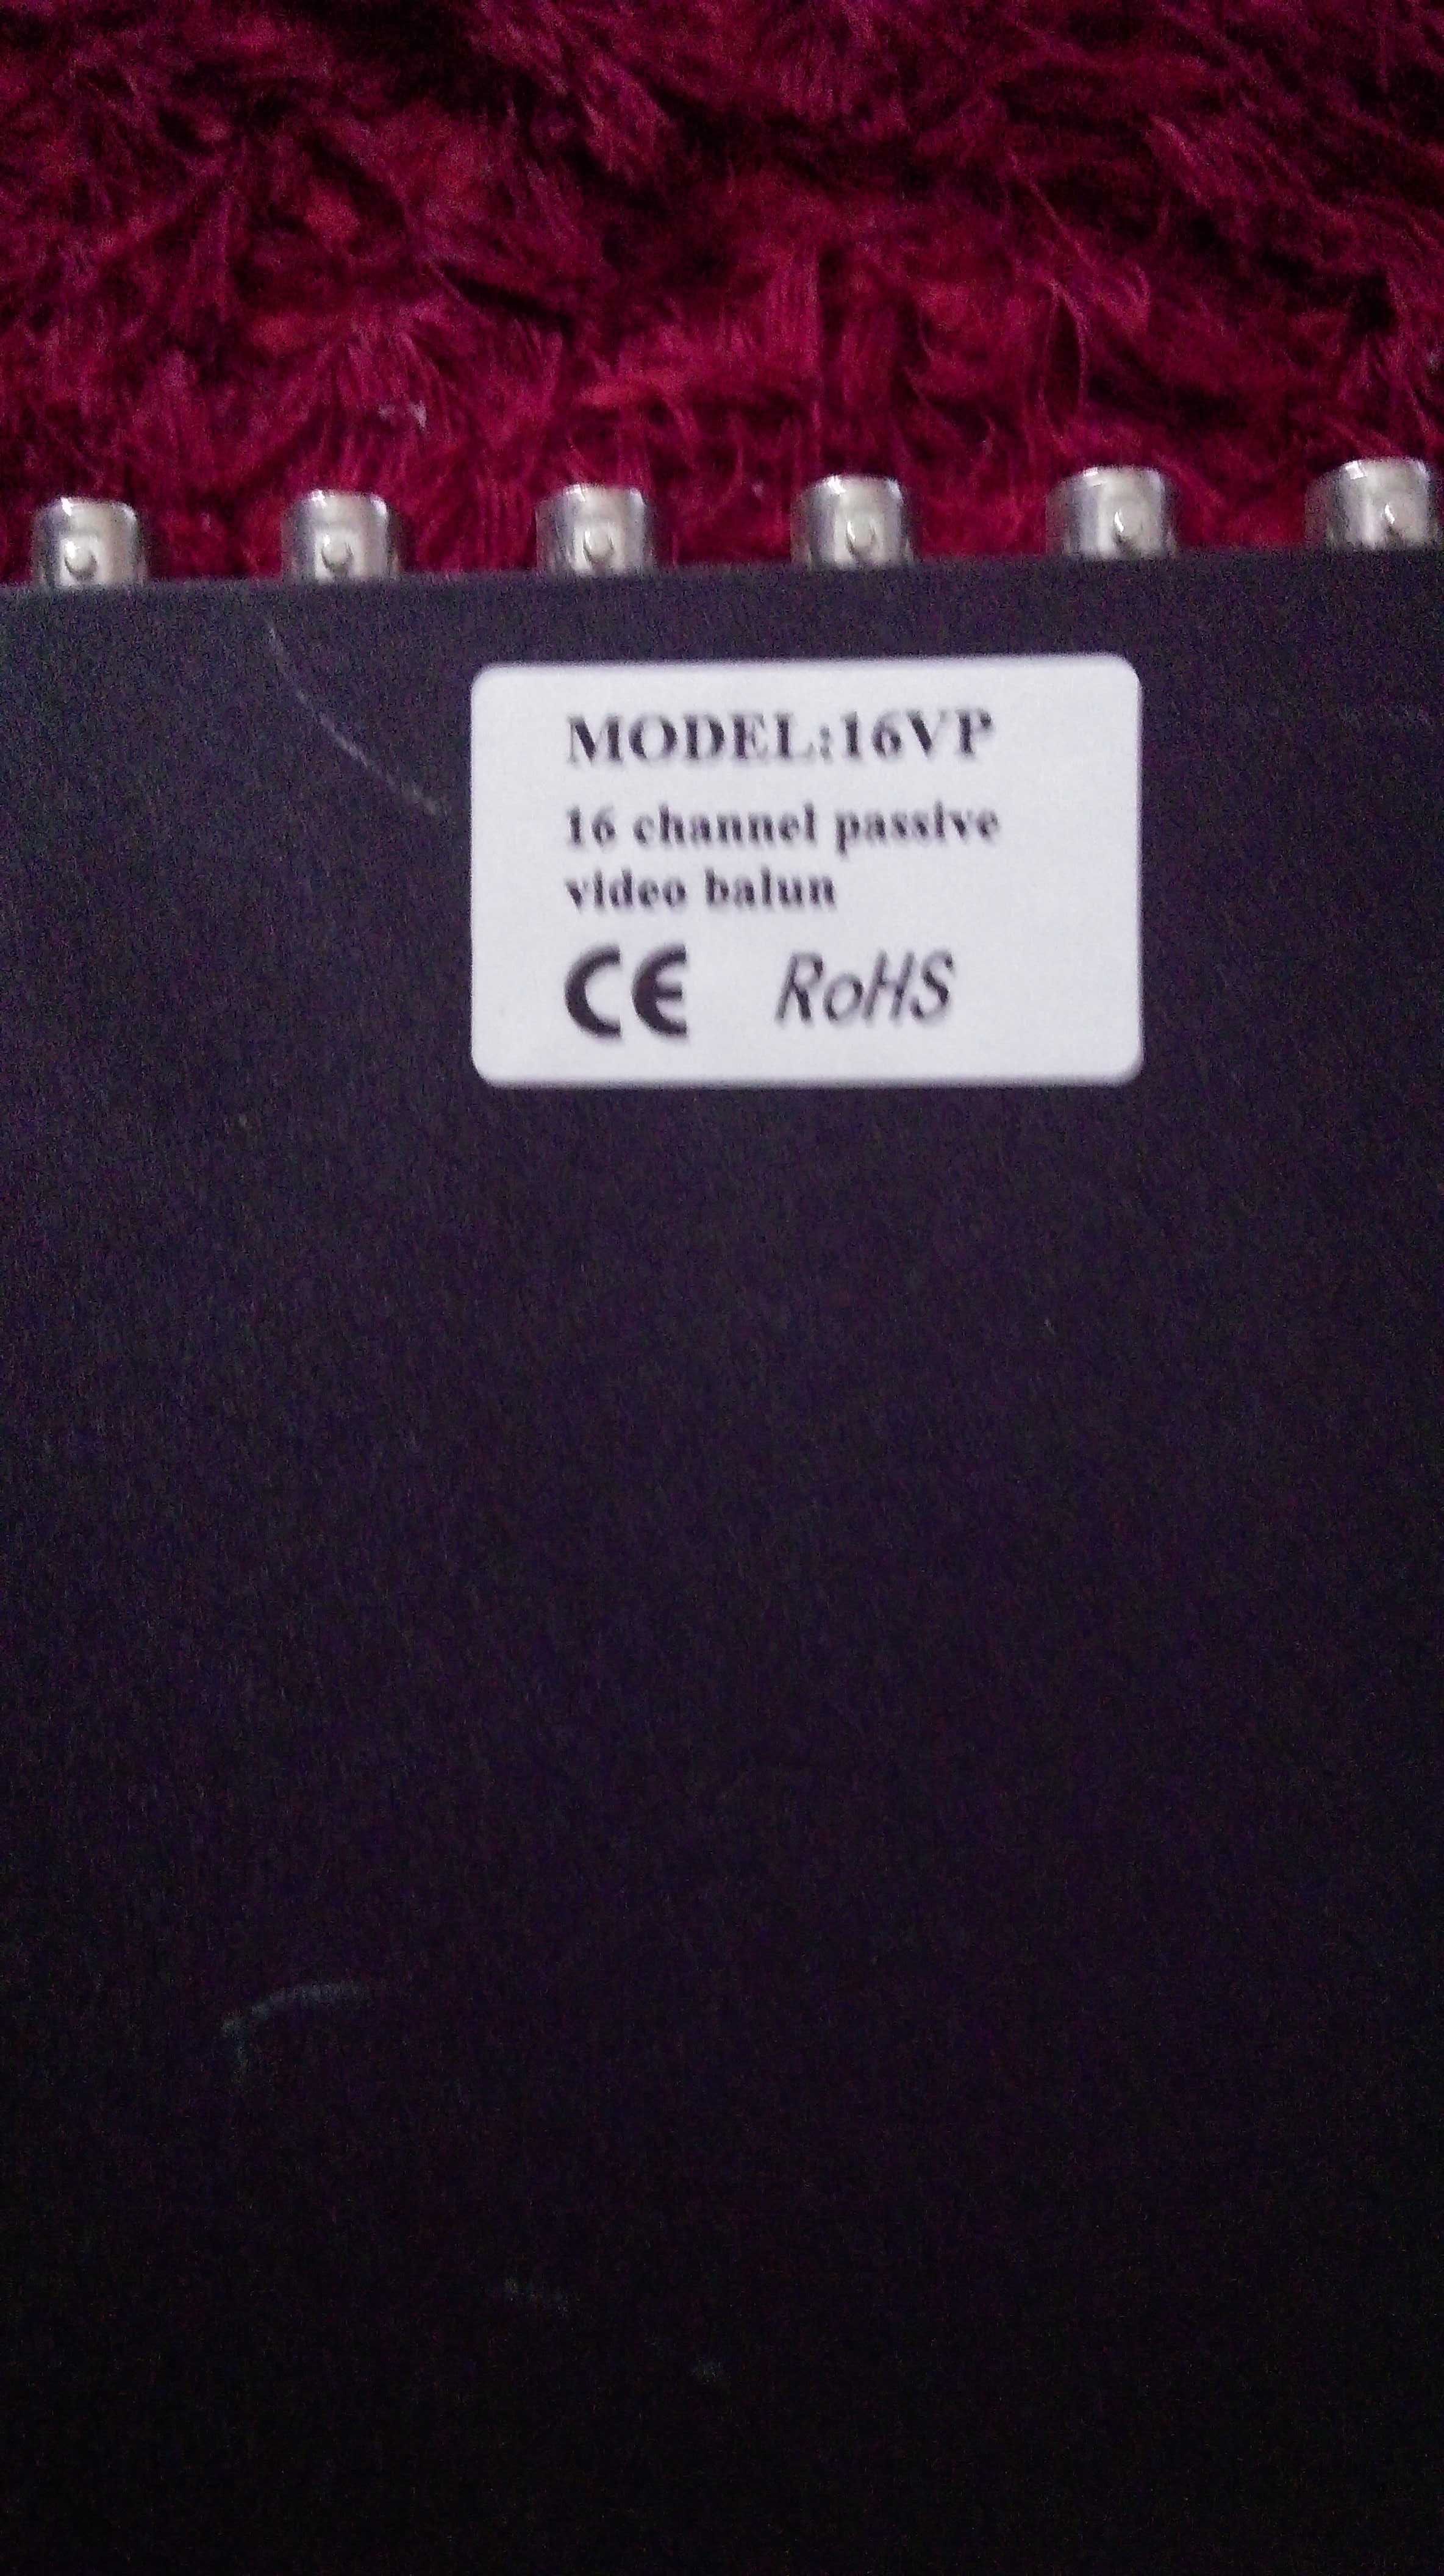 MODEL:16VP
16 channel passive
video balun
CE RoHS